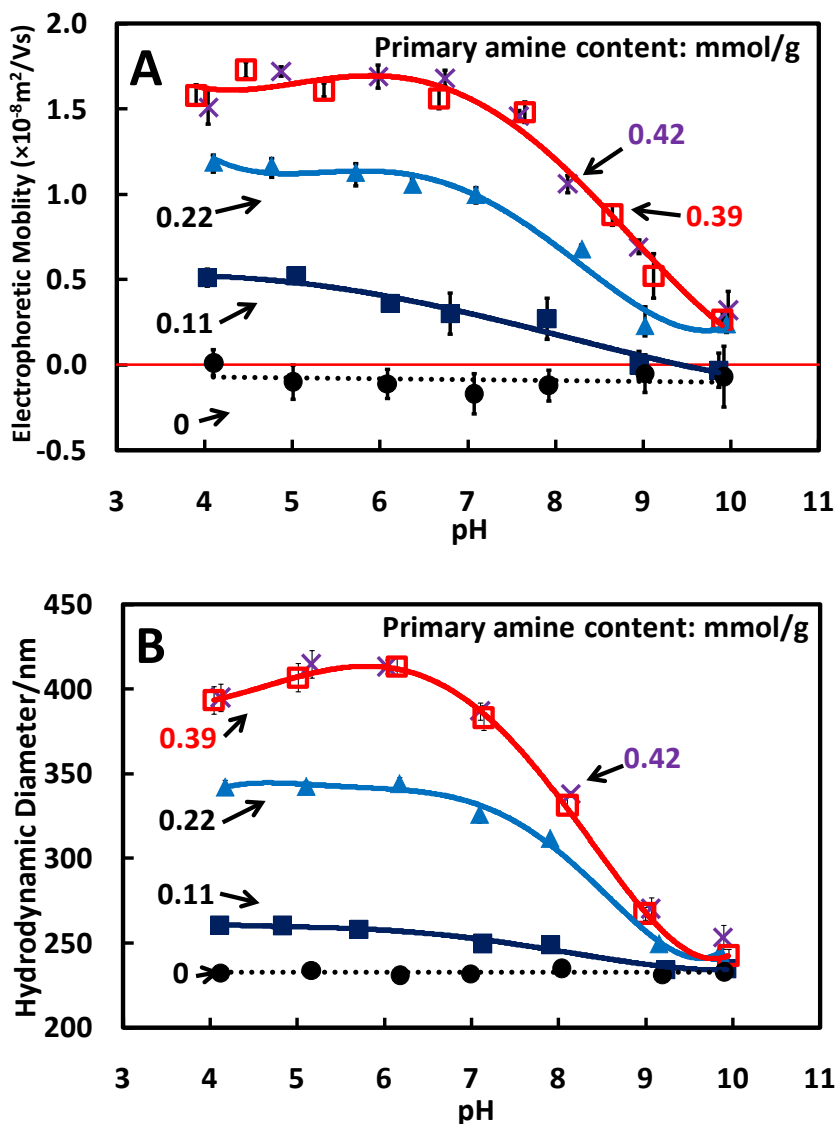 A
Primary amine content: mmol/g
Electrophoretic Moblity (×10⁻⁸m²/Vs)
2.0
1.5
1.0
0.5
0.0
-0.5
0.42
0.39
0.22
0.11
0
3 4 5 6 7 8 9 10 11
pH
B
Primary amine content: mmol/g
Hydrodynamic Diameter/nm
450
400
350
300
250
200
0.39
0.42
0.22
0.11
0
3 4 5 6 7 8 9 10 11
pH